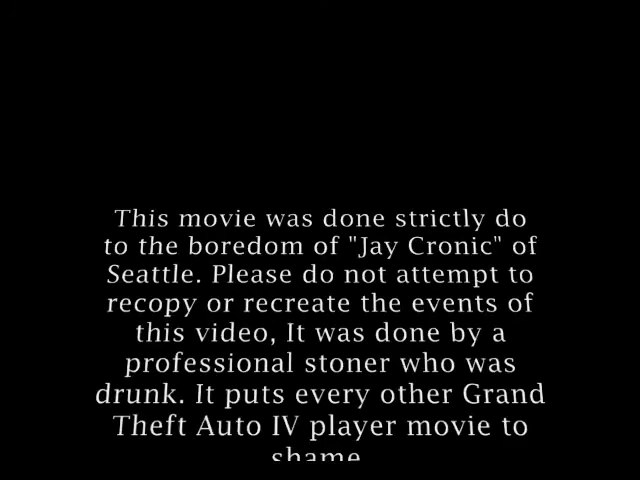 This movie was done strictly do
to the boredom of "Jay Cronic" of
Seattle. Please do not attempt to
recopy or recreate the events of
this video, It was done by a
professional stoner who was
drunk. It puts every other Grand
Theft Auto IV player movie to
shame